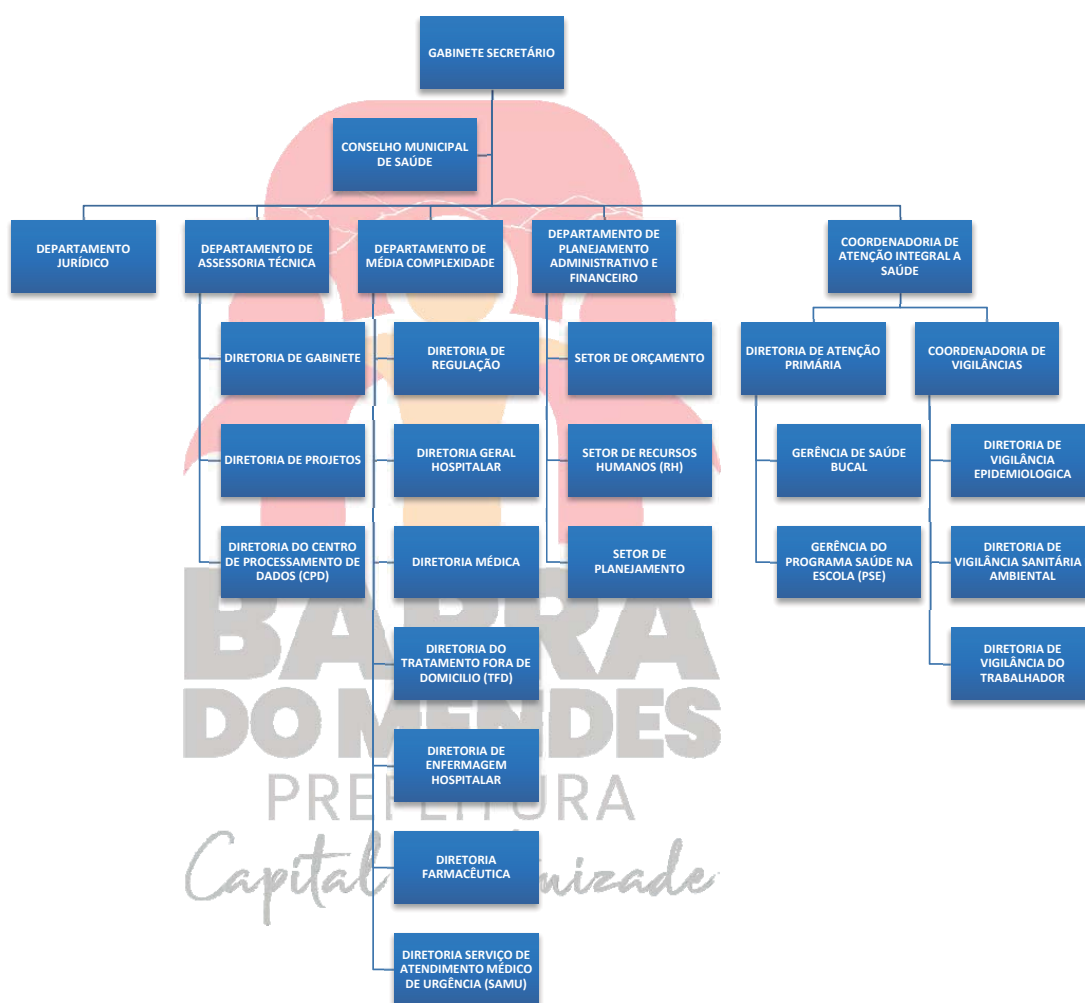 GABINETE SECRETÁRIO
CONSELHO MUNICIPAL
DE SAÚDE
DEPARTAMENTO
JURÍDICO
DEPARTAMENTO DE
ASSESSORIA TÉCNICA
DEPARTAMENTO DE
MÉDIA COMPLEXIDADE
DEPARTAMENTO DE
PLANEJAMENTO
ADMINISTRATIVO E
FINANCEIRO
COORDENADORIA DE
ATENÇÃO INTEGRAL A
SAÚDE
DIRETORIA DE GABINETE
DIRETORIA DE PROJETOS
DIRETORIA DO CENTRO
DE PROCESSAMENTO DE
DADOS (CPD)
DIRETORIA DE
REGULAÇÃO
DIRETORIA GERAL
HOSPITALAR
DIRETORIA MÉDICA
DIRETORIA DO
TRATAMENTO FORA DE
DOMICILIO (TFD)
DIRETORIA DE
ENFERMAGEM
HOSPITALAR
DIRETORIA
FARMACÊUTICA
DIRETORIA SERVIÇO DE
ATENDIMENTO MÉDICO
DE URGÊNCIA (SAMU)
SETOR DE ORÇAMENTO
SETOR DE RECURSOS
HUMANOS (RH)
SETOR DE
PLANEJAMENTO
DIRETORIA DE ATENÇÃO
PRIMÁRIA
GERÊNCIA DE SAÚDE
BUCAL
GERÊNCIA DO
PROGRAMA SAÚDE NA
ESCOLA (PSE)
COORDENADORIA DE
VIGILÂNCIAS
DIRETORIA DE
VIGILÂNCIA
EPIDEMIOLOGICA
DIRETORIA DE
VIGILÂNCIA SANITÁRIA
AMBIENTAL
DIRETORIA DE
VIGILÂNCIA DO
TRABALHADOR
BARRA
DO MENDES
PREFEITURA
Capital